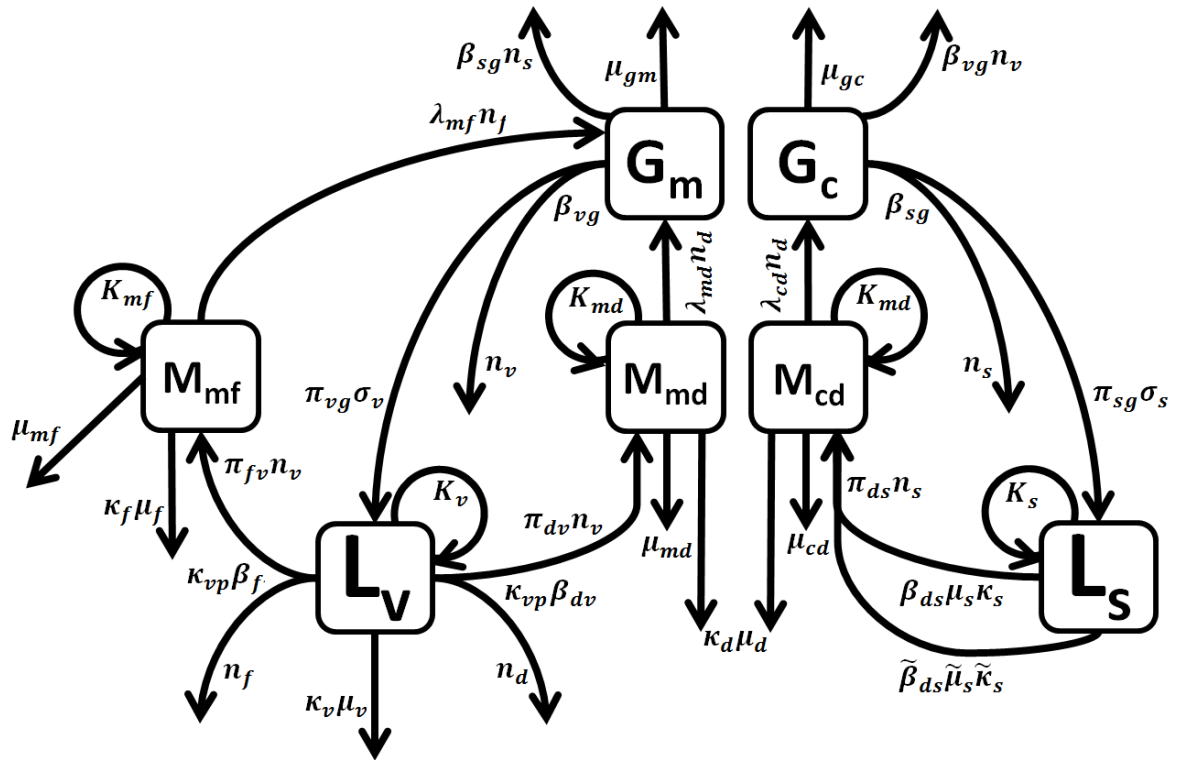 β_sg n_s
μ_gm
μ_gc
β_vg n_v
λ_mf n_f
G_m
G_c
β_vg
β_sg
λ_md n_d
λ_cd n_d
K_mf
K_md
K_md
n_v
n_s
M_mf
M_md
M_cd
π_vg σ_v
π_sg σ_s
μ_mf
π_fv n_v
K_v
π_ds n_s
K_s
κ_f μ_f
π_dv n_v
μ_md
μ_cd
κ_vp β_f
L_v
κ_vp β_dv
β_ds μ_s κ_s
L_s
κ_d μ_d
n_f
n_d
β̃_ds μ̃_s κ̃_s
κ_v μ_v